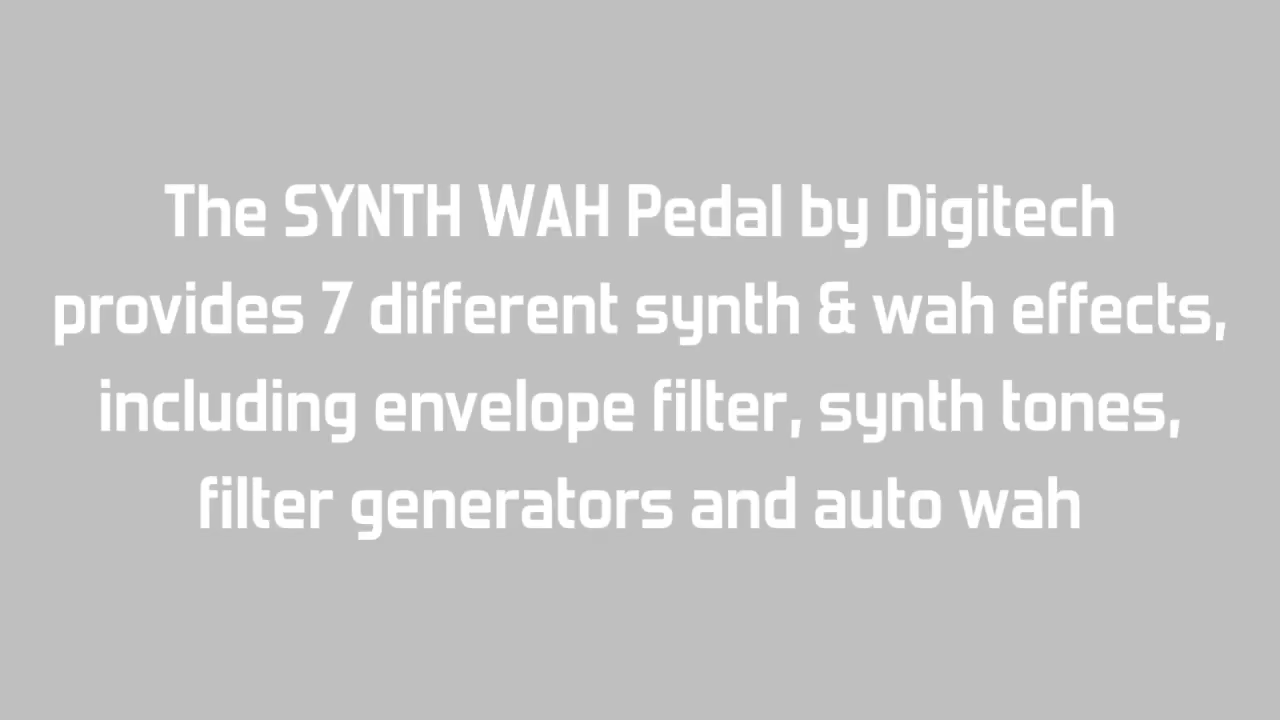 The SYNTH WAH Pedal by Digitech
provides 7 different synth & wah effects,
including envelope filter, synth tones,
filter generators and auto wah